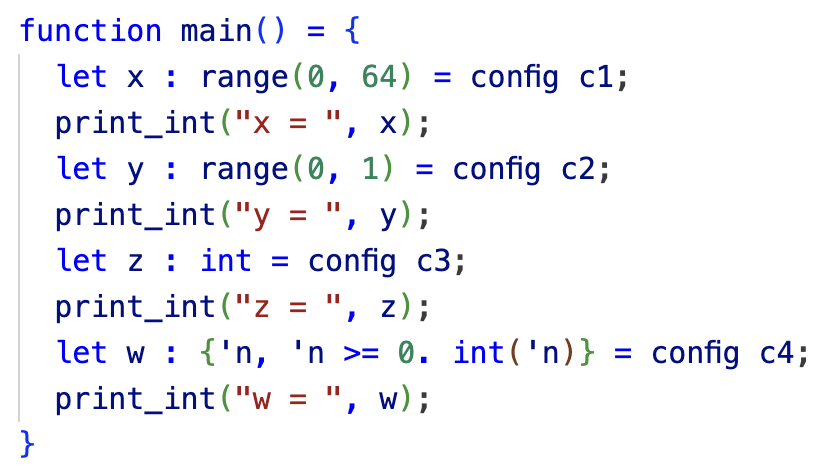 function main() = {
  let x : range(0, 64) = config c1;
  print_int("x = ", x);
  let y : range(0, 1) = config c2;
  print_int("y = ", y);
  let z : int = config c3;
  print_int("z = ", z);
  let w : {'n, 'n >= 0. int('n)} = config c4;
  print_int("w = ", w);
}